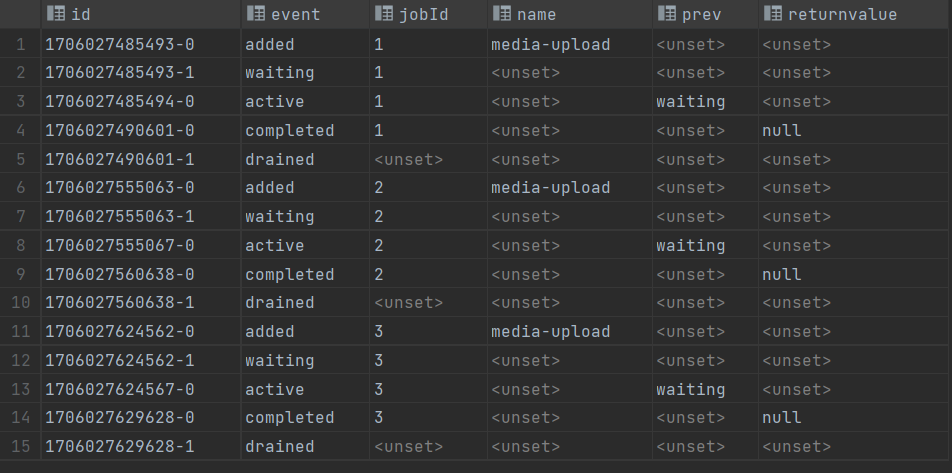 id event jobId name prev returnvalue
1 1706027485493-0 added 1 media-upload <unset> <unset>
2 1706027485493-1 waiting 1 <unset> <unset> <unset>
3 1706027485494-0 active 1 <unset> waiting <unset>
4 1706027490601-0 completed 1 <unset> <unset> null
5 1706027490601-1 drained <unset> <unset> <unset> <unset>
6 1706027555063-0 added 2 media-upload <unset> <unset>
7 1706027555063-1 waiting 2 <unset> <unset> <unset>
8 1706027555067-0 active 2 <unset> waiting <unset>
9 1706027560638-0 completed 2 <unset> <unset> null
10 1706027560638-1 drained <unset> <unset> <unset> <unset>
11 1706027624562-0 added 3 media-upload <unset> <unset>
12 1706027624562-1 waiting 3 <unset> <unset> <unset>
13 1706027624567-0 active 3 <unset> waiting <unset>
14 1706027629628-0 completed 3 <unset> <unset> null
15 1706027629628-1 drained <unset> <unset> <unset> <unset>